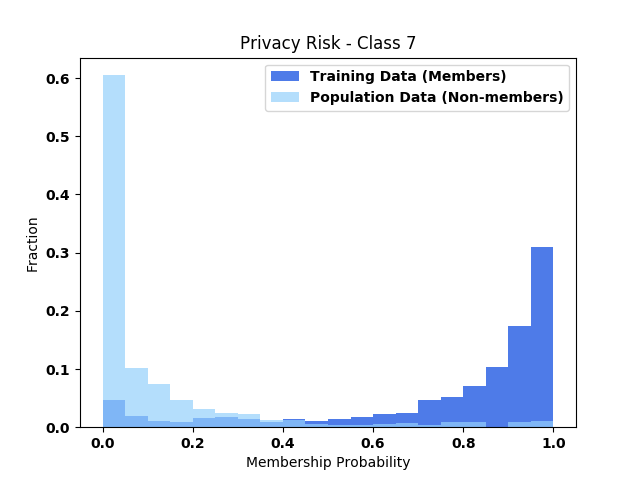 Privacy Risk - Class 7
Training Data (Members)
Population Data (Non-members)
Fraction
0.6
0.5
0.4
0.3
0.2
0.1
0.0
0.0 0.2 0.4 0.6 0.8 1.0
Membership Probability